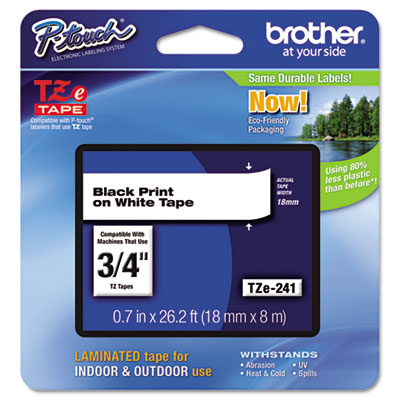 P-touch
ELECTRONIC LABELING SYSTEM
brother
at your side
TZe
TAPE
Compatible with P-touch®
labelers that use TZ tape
Same Durable Labels!
Now!
Eco-Friendly
Packaging
Using 80%
less plastic
than before*!
Black Print
on White Tape
ACTUAL
TAPE
WIDTH
18mm
Compatible With
Machines That Use
3/4"
TZ Tapes
TZe-241
0.7 in x 26.2 ft (18 mm x 8 m)
LAMINATED tape for
INDOOR & OUTDOOR use
WITHSTANDS
• Abrasion • UV
• Heat & Cold • Spills